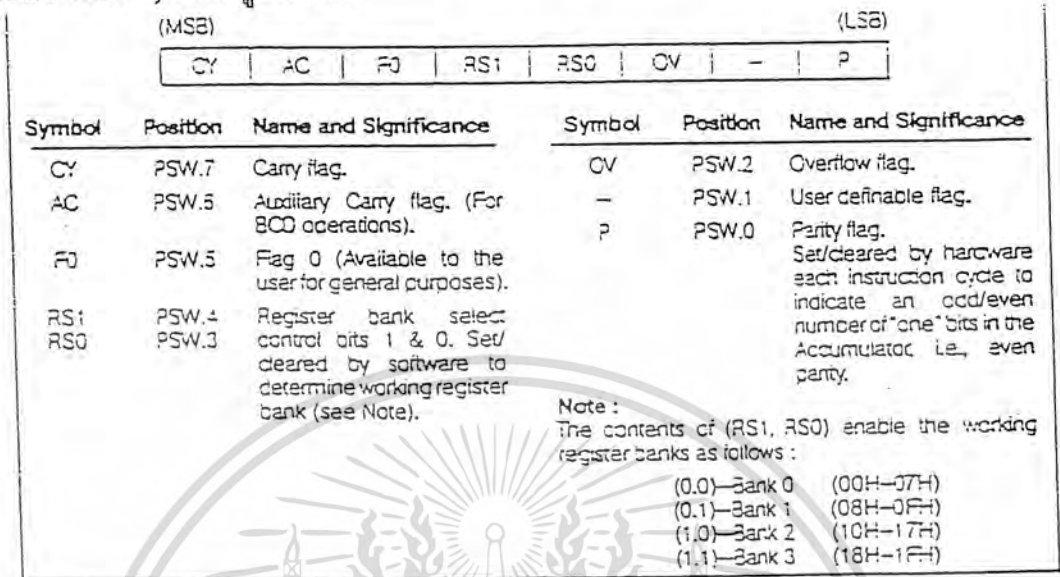 (MSB) (LSB)
CY AC F0 RS1 RS0 OV – P
Symbol Position Name and Significance
CY PSW.7 Carry flag.
AC PSW.6 Auxiliary Carry flag. (For
BCD operations).
F0 PSW.5 Flag 0 (Available to the
user for general purposes).
RS1 PSW.4 Register bank select
RS0 PSW.3 control bits 1 & 0. Set/
cleared by software to
determine working register
bank (see Note).
Symbol Position Name and Significance
OV PSW.2 Overflow flag.
– PSW.1 User definable flag.
P PSW.0 Parity flag.
Set/cleared by hardware
each instruction cycle to
indicate an odd/even
number of "one" bits in the
Accumulator, i.e., even
parity.
Note :
The contents of (RS1, RS0) enable the working
register banks as follows :
(0.0)—Bank 0 (00H–07H)
(0.1)—Bank 1 (08H–0FH)
(1.0)—Bank 2 (10H–17H)
(1.1)—Bank 3 (18H–1FH)